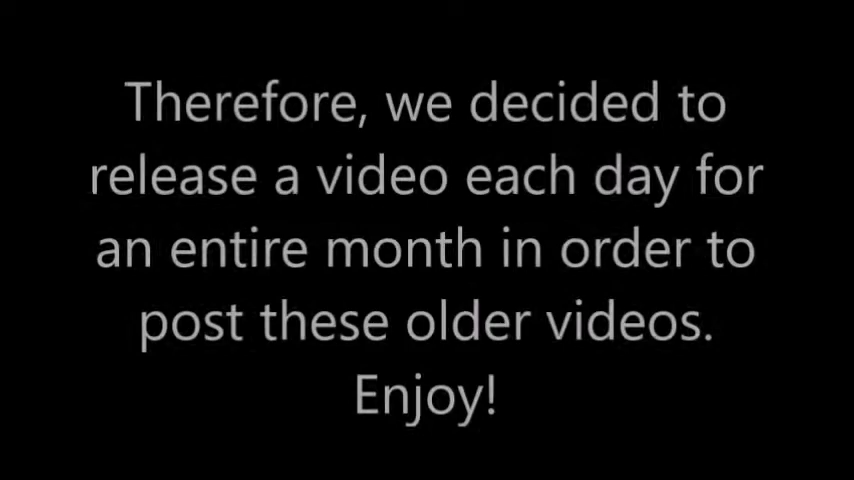 Therefore, we decided to
release a video each day for
an entire month in order to
post these older videos.
Enjoy!